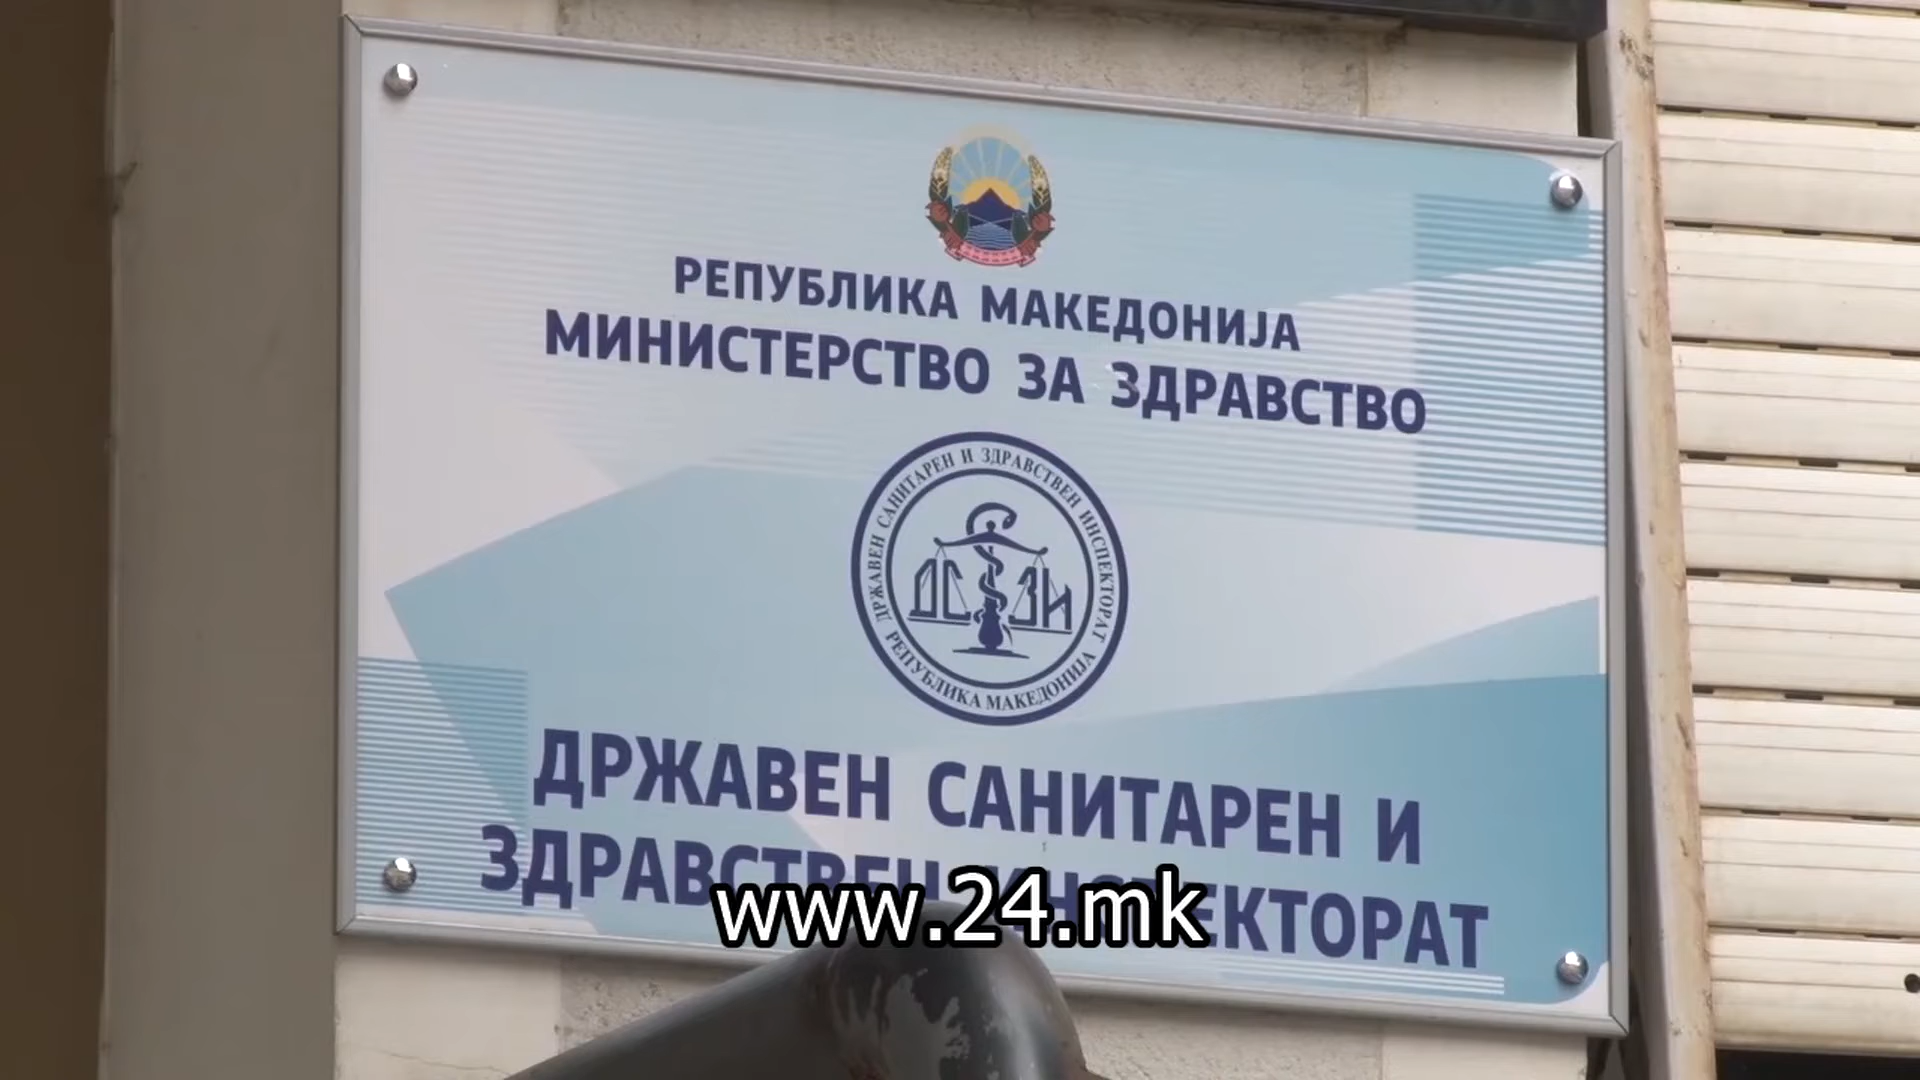 РЕПУБЛИКА МАКЕДОНИЈА
МИНИСТЕРСТВО ЗА ЗДРАВСТВО
ДРЖАВЕН САНИТАРЕН И ЗДРАВСТВЕН ИНСПЕКТОРАТ
ДСЗИ
РЕПУБЛИКА МАКЕДОНИЈА
ДРЖАВЕН САНИТАРЕН И
ЗДРАВСТВЕН ИНСПЕКТОРАТ
www.24.mk